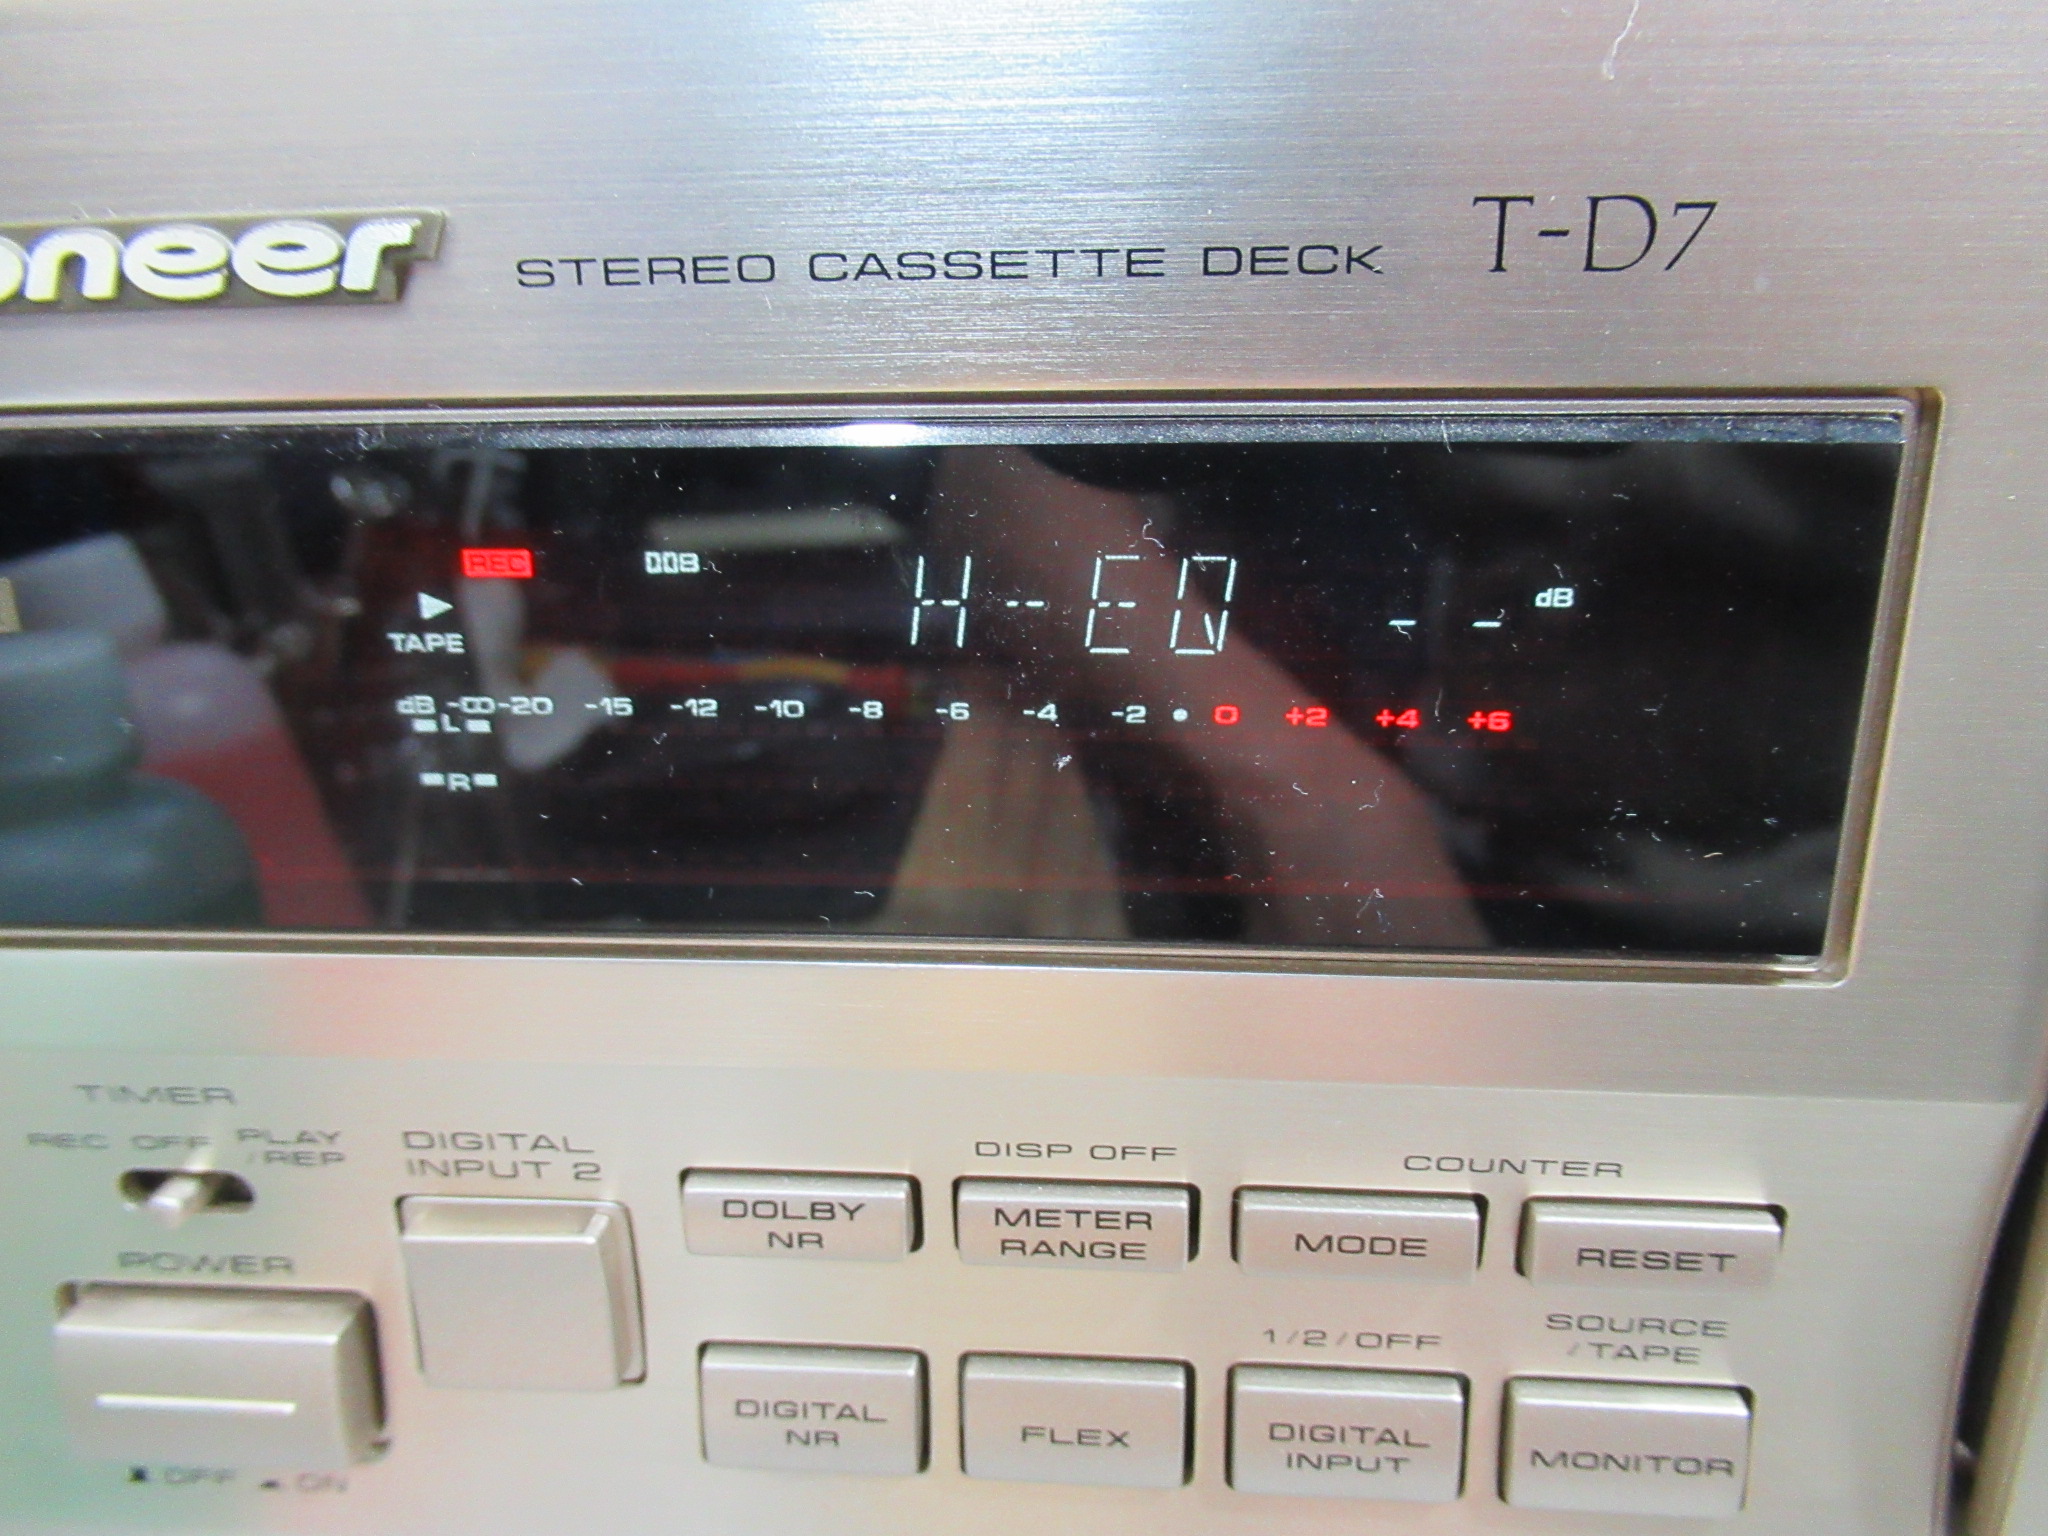 oneer STEREO CASSETTE DECK T-D7
REC DDB H-EQ -- dB
TAPE
dB -∞ -20 -15 -12 -10 -8 -6 -4 -2 • 0 +2 +4 +6
L
R
TIMER
REC OFF PLAY /REP
DIGITAL INPUT 2
DISP OFF
COUNTER
DOLBY NR
METER RANGE
MODE
RESET
POWER
1/2/OFF
SOURCE /TAPE
DIGITAL NR
FLEX
DIGITAL INPUT
MONITOR
OFF ON